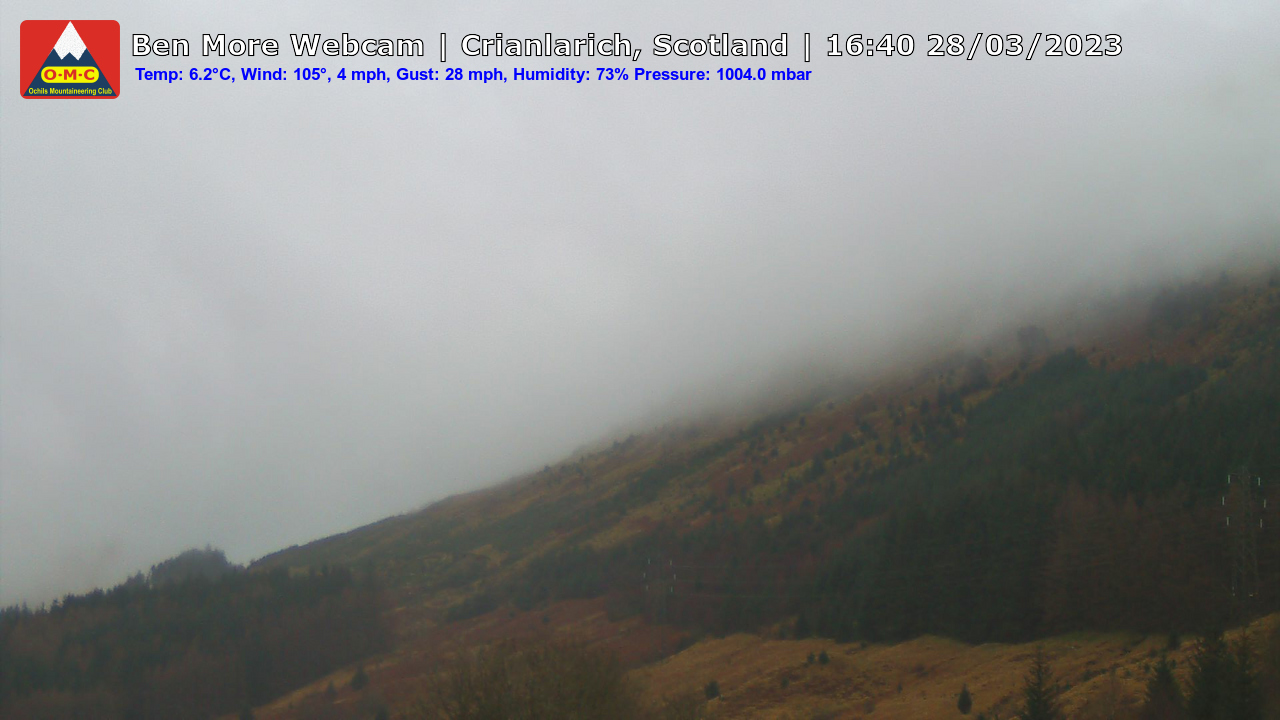 Ben More Webcam | Crianlarich, Scotland | 16:40 28/03/2023
Temp: 6.2°C, Wind: 105°, 4 mph, Gust: 28 mph, Humidity: 73% Pressure: 1004.0 mbar
O·M·C
Ochils Mountaineering Club